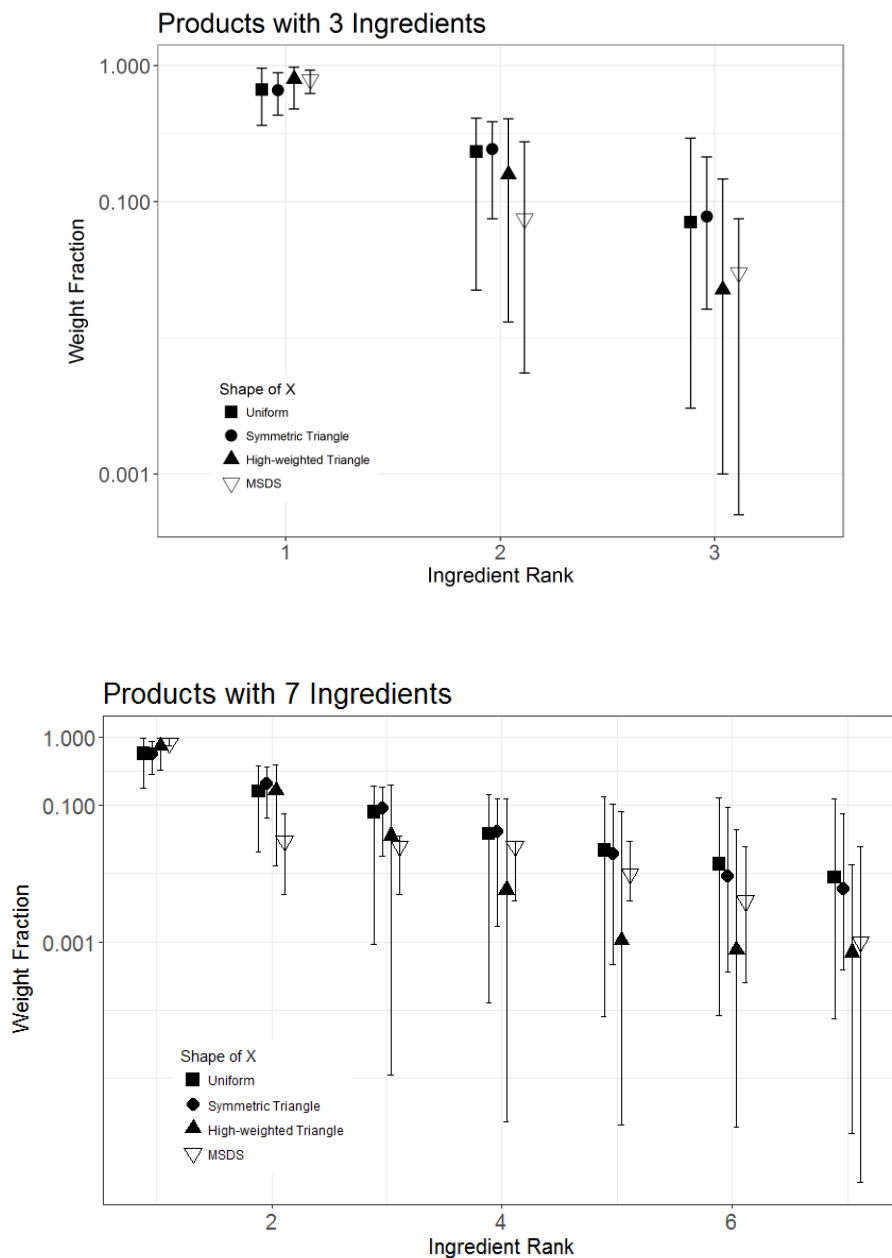 Products with 3 Ingredients
1.000
0.100
0.001
Weight Fraction
Shape of X
Uniform
Symmetric Triangle
High-weighted Triangle
MSDS
1 2 3
Ingredient Rank
Products with 7 Ingredients
1.000
0.100
0.001
Weight Fraction
Shape of X
Uniform
Symmetric Triangle
High-weighted Triangle
MSDS
2 4 6
Ingredient Rank